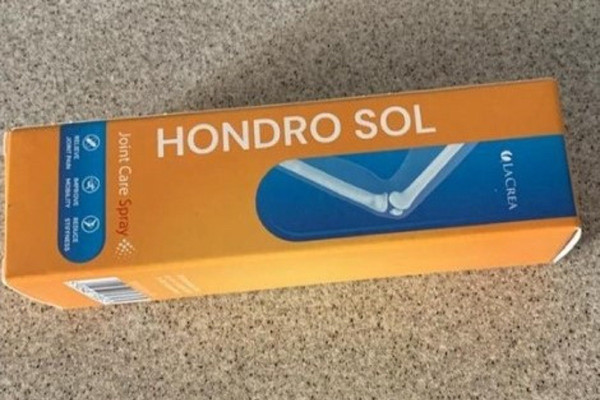 HONDRO SOL
Joint Care Spray
RELIEVE
JOINT PAIN
IMPROVE
MOBILITY
REDUCE
STIFFNESS
LACREA